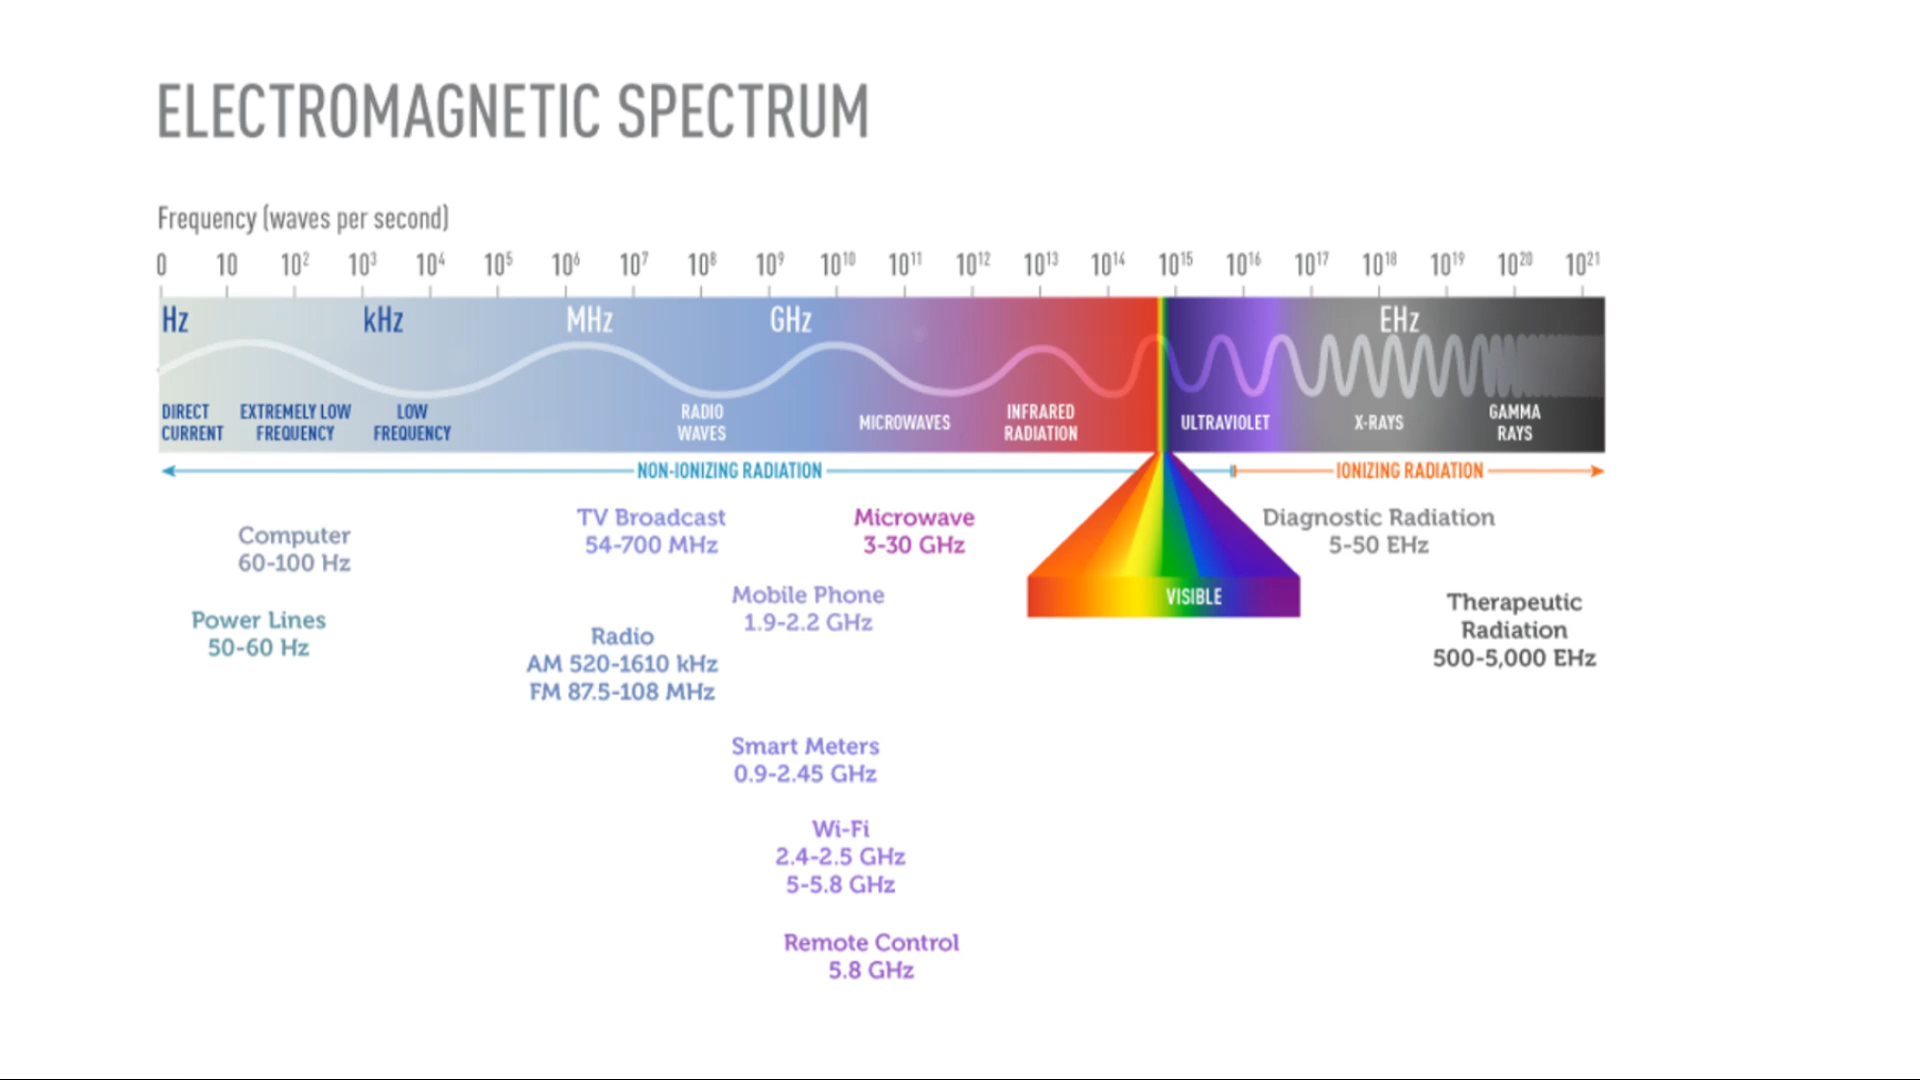 ELECTROMAGNETIC SPECTRUM
Frequency (waves per second)
0 10 10² 10³ 10⁴ 10⁵ 10⁶ 10⁷ 10⁸ 10⁹ 10¹⁰ 10¹¹ 10¹² 10¹³ 10¹⁴ 10¹⁵ 10¹⁶ 10¹⁷ 10¹⁸ 10¹⁹ 10²⁰ 10²¹
Hz kHz MHz GHz EHz
DIRECT
CURRENT
EXTREMELY LOW
FREQUENCY
LOW
FREQUENCY
RADIO
WAVES
MICROWAVES
INFRARED
RADIATION
ULTRAVIOLET
X-RAYS
GAMMA
RAYS
NON-IONIZING RADIATION
IONIZING RADIATION
Computer
60-100 Hz
Power Lines
50-60 Hz
TV Broadcast
54-700 MHz
Radio
AM 520-1610 kHz
FM 87.5-108 MHz
Microwave
3-30 GHz
Mobile Phone
1.9-2.2 GHz
Smart Meters
0.9-2.45 GHz
Wi-Fi
2.4-2.5 GHz
5-5.8 GHz
Remote Control
5.8 GHz
VISIBLE
Diagnostic Radiation
5-50 EHz
Therapeutic
Radiation
500-5,000 EHz